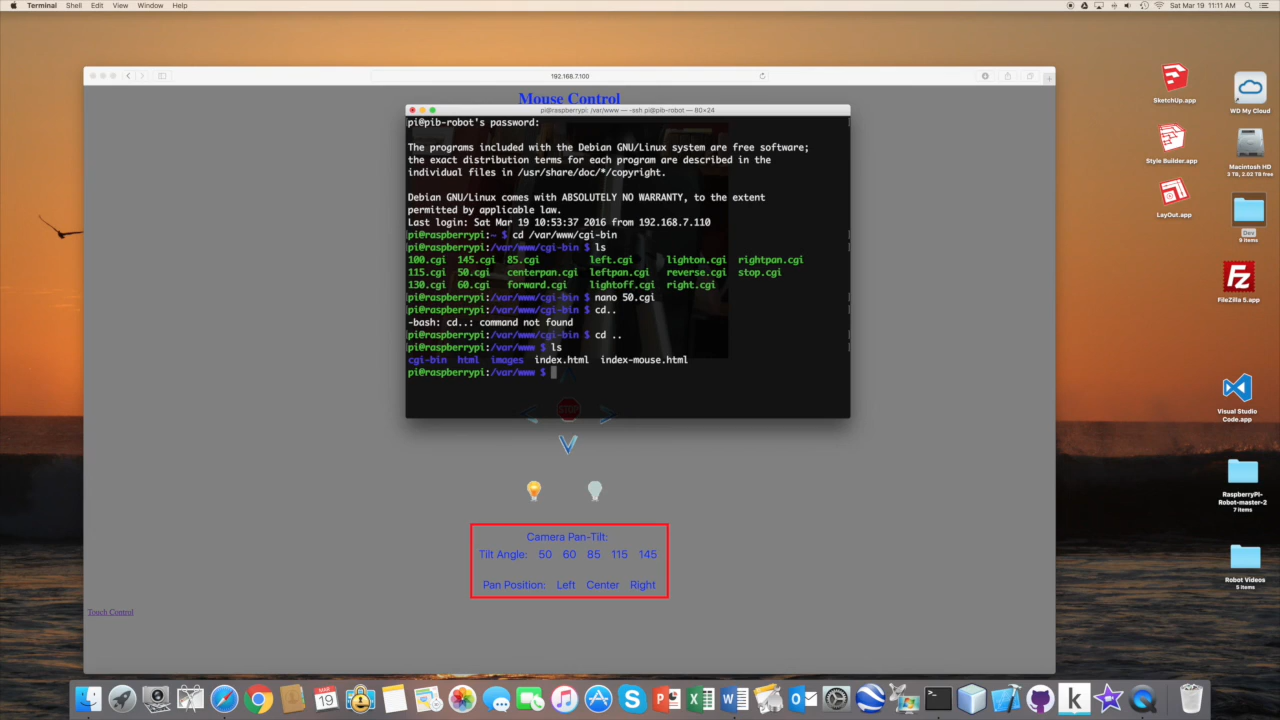 Terminal Shell Edit View Window Help
Sat Mar 19 11:11 AM
192.168.7.100
Mouse Control
pi@raspberrypi: /var/www — -ssh pi@pib-robot — 80×24
pi@pib-robot's password:
The programs included with the Debian GNU/Linux system are free software;
the exact distribution terms for each program are described in the
individual files in /usr/share/doc/*/copyright.
Debian GNU/Linux comes with ABSOLUTELY NO WARRANTY, to the extent
permitted by applicable law.
Last login: Sat Mar 19 10:53:37 2016 from 192.168.7.110
pi@raspberrypi:~ $ cd /var/www/cgi-bin
pi@raspberrypi:/var/www/cgi-bin $ ls
100.cgi 145.cgi 85.cgi left.cgi lighton.cgi rightpan.cgi
115.cgi 50.cgi centerpan.cgi leftpan.cgi reverse.cgi stop.cgi
130.cgi 60.cgi forward.cgi lightoff.cgi right.cgi
pi@raspberrypi:/var/www/cgi-bin $ nano 50.cgi
pi@raspberrypi:/var/www/cgi-bin $ cd..
-bash: cd..: command not found
pi@raspberrypi:/var/www/cgi-bin $ cd ..
pi@raspberrypi:/var/www $ ls
cgi-bin html images index.html index-mouse.html
pi@raspberrypi:/var/www $
STOP
Camera Pan-Tilt:
Tilt Angle: 50 60 85 115 145
Pan Position: Left Center Right
Touch Control
SketchUp.app
WD My Cloud
Style Builder.app
Macintosh HD
3 TB, 2.02 TB free
LayOut.app
Dev
9 items
FileZilla 5.app
Visual Studio
Code.app
RaspberryPI-
Robot-master-2
7 items
Robot Videos
5 items
MAR
19